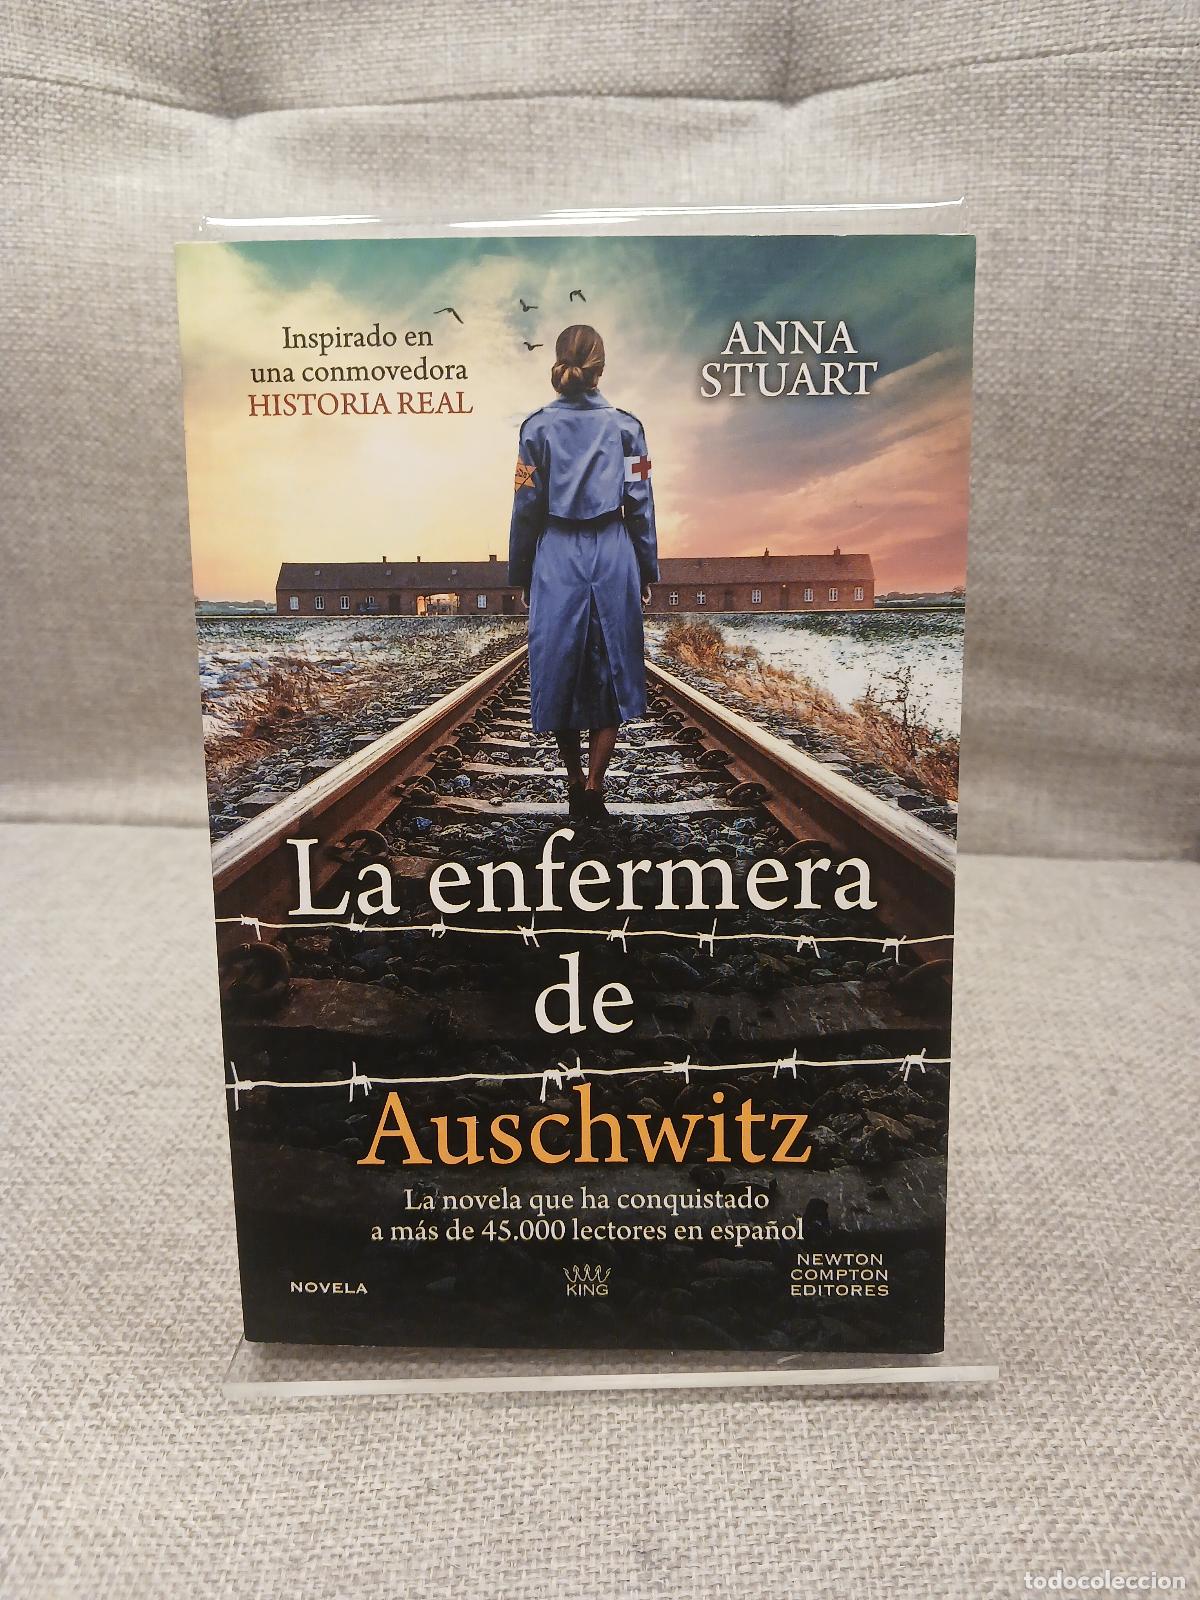 Inspirado en
una conmovedora
HISTORIA REAL
ANNA
STUART
La enfermera
de
Auschwitz
La novela que ha conquistado
a más de 45.000 lectores en español
NOVELA
KING
NEWTON
COMPTON
EDITORES
todocoleccion